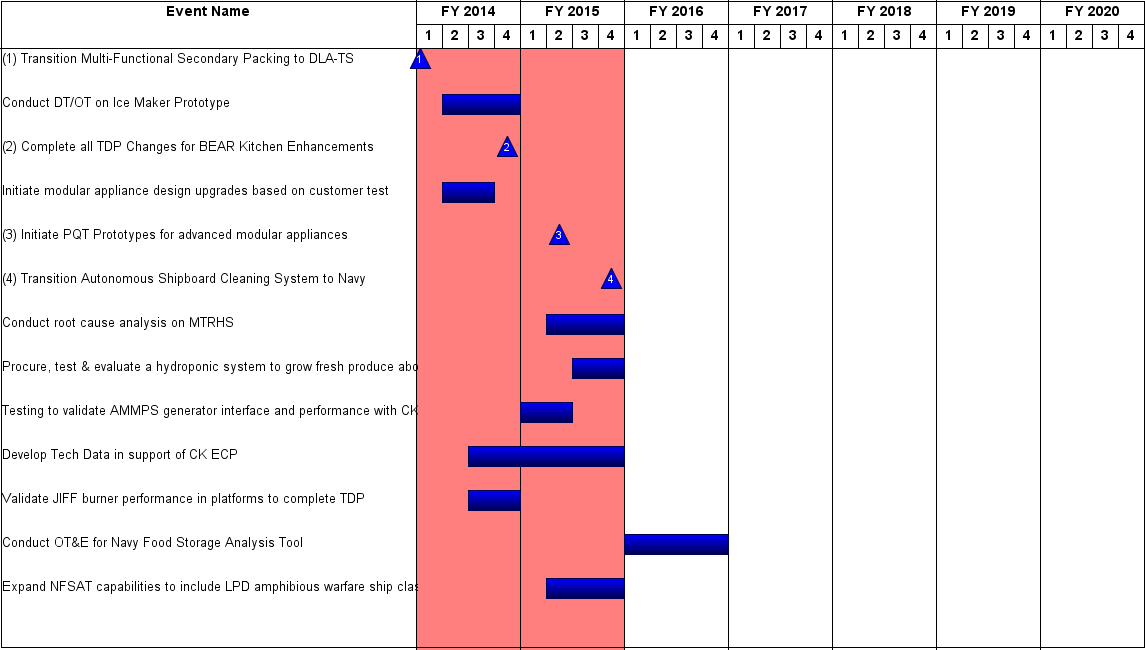 Event Name FY 2014 FY 2015 FY 2016 FY 2017 FY 2018 FY 2019 FY 2020
1 2 3 4 1 2 3 4 1 2 3 4 1 2 3 4 1 2 3 4 1 2 3 4 1 2 3 4
(1) Transition Multi-Functional Secondary Packing to DLA-TS 1
Conduct DT/OT on Ice Maker Prototype
(2) Complete all TDP Changes for BEAR Kitchen Enhancements 2
Initiate modular appliance design upgrades based on customer test
(3) Initiate PQT Prototypes for advanced modular appliances 3
(4) Transition Autonomous Shipboard Cleaning System to Navy 4
Conduct root cause analysis on MTRHS
Procure, test & evaluate a hydroponic system to grow fresh produce abo
Testing to validate AMMPS generator interface and performance with CK
Develop Tech Data in support of CK ECP
Validate JIFF burner performance in platforms to complete TDP
Conduct OT&E for Navy Food Storage Analysis Tool
Expand NFSAT capabilities to include LPD amphibious warfare ship clas